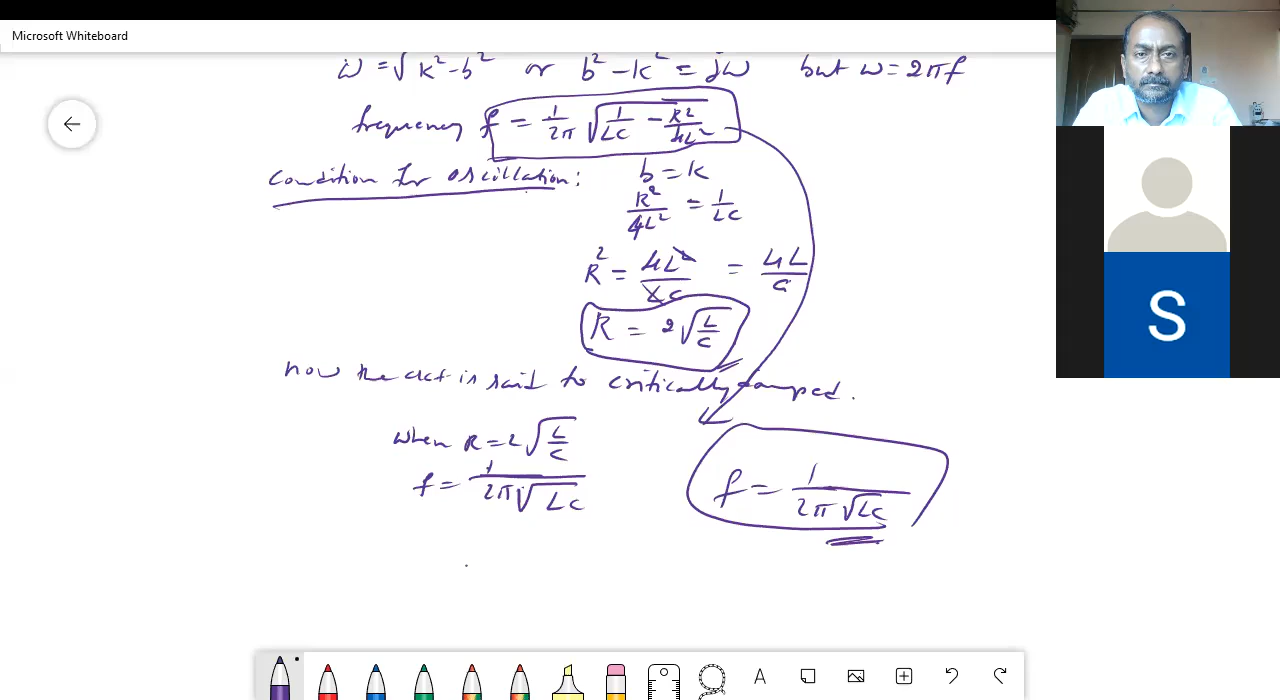 Microsoft Whiteboard
ω = √ k² - b² or b² - k² = jω but ω = 2πf
frequency f = 1/2π √ 1/LC - R²/4L²
Condition for oscillation :
b = k
R²/4L² = 1/LC
R² = 4L²/LC = 4L/C
R = 2√ L/C
now the ckt is said to critically damped.
When R = 2√ L/C
f = 1/2π√LC
f = 1/2π√LC
S
A